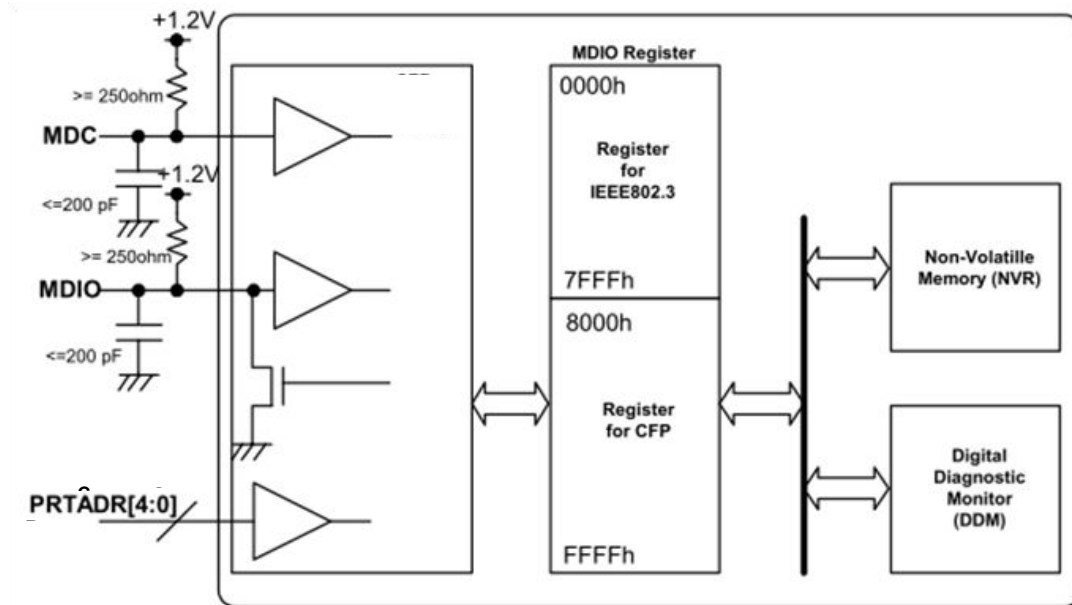 +1.2V
>= 250ohm
MDC
<=200 pF
+1.2V
>= 250ohm
MDIO
<=200 pF
PRTADR[4:0]
MDIO Register
0000h
Register
for
IEEE802.3
7FFFh
8000h
Register
for CFP
FFFFh
Non-Volatille
Memory (NVR)
Digital
Diagnostic
Monitor
(DDM)